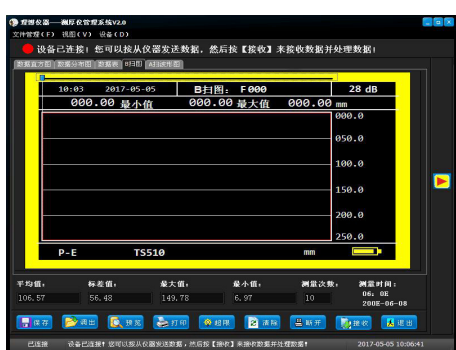 测厚仪管理系统V2.0
文件管理(F) 视图(V) 设备(D)
设备已连接! 您可以按从仪器发送数据, 然后按【接收】来接收数据并处理数据!
数据直方图 数据分布图 数据表 B扫图 A扫波形图
10:03 2017-05-05 B扫图: F000 28 dB
000.00 最小值 000.00 最大值 000.00 mm
000.0
050.0
100.0
150.0
200.0
250.0
P-E TS510 mm
平均值: 标准值: 最大值: 最小值: 测量次数: 测量时间:
106.57 56.48 149.78 6.97 10 06: 0E
200E-06-08
保存 调出 预览 打印 超限 清除 断开 接收 退出
已连接 设备已连接! 您可以按从仪器发送数据, 然后按【接收】来接收数据并处理数据! 2017-05-05 10:06:41